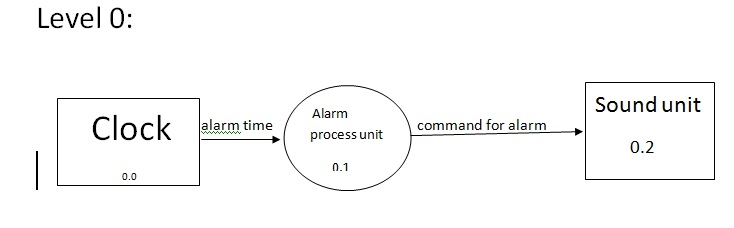 Level 0:
Clock
0.0
alarm time
Alarm
process unit
0.1
command for alarm
Sound unit
0.2